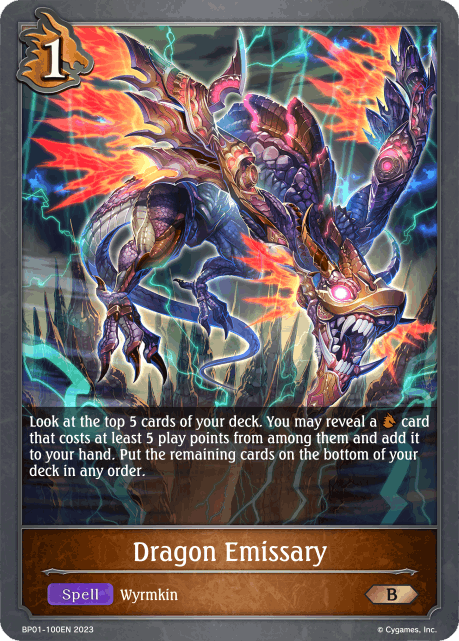 1
Look at the top 5 cards of your deck. You may reveal a card
that costs at least 5 play points from among them and add it
to your hand. Put the remaining cards on the bottom of your
deck in any order.
Dragon Emissary
Spell Wyrmkin B
BP01-100EN 2023 © Cygames, Inc.